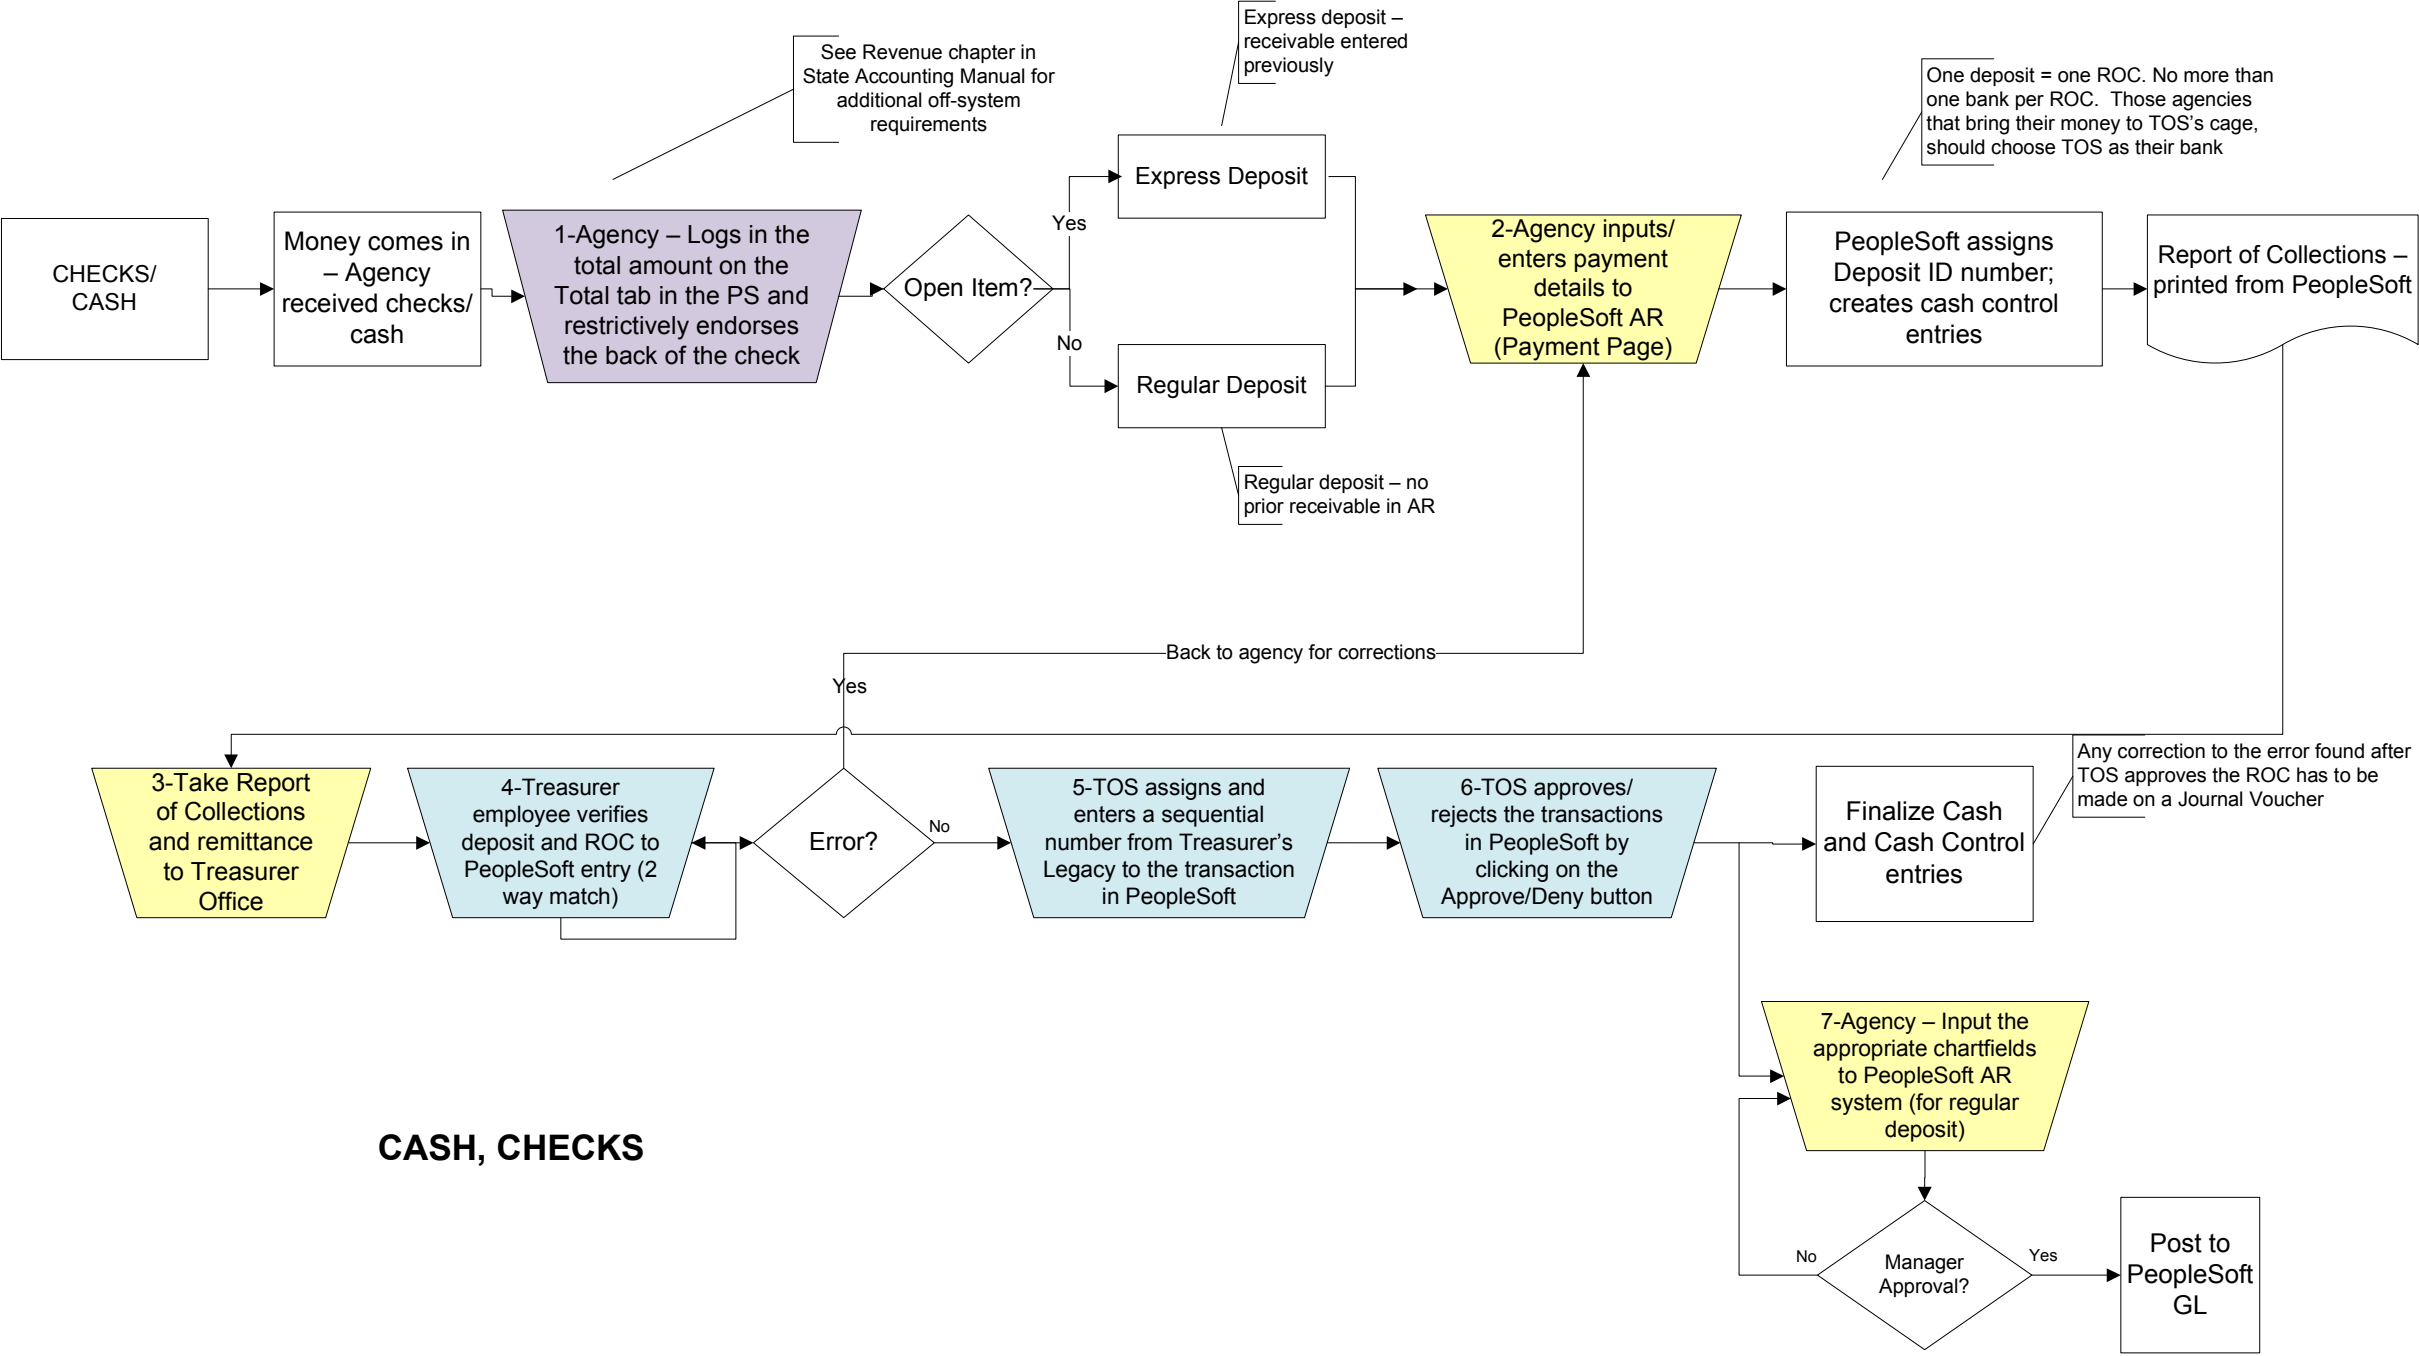 See Revenue chapter in
State Accounting Manual for
additional off-system
requirements
Express deposit –
receivable entered
previously
One deposit = one ROC. No more than
one bank per ROC.  Those agencies
that bring their money to TOS’s cage,
should choose TOS as their bank
CHECKS/
CASH
Money comes in
– Agency
received checks/
cash
1-Agency – Logs in the
total amount on the
Total tab in the PS and
restrictively endorses
the back of the check
Open Item?
Yes
No
Express Deposit
Regular Deposit
Regular deposit – no
prior receivable in AR
2-Agency inputs/
enters payment
details to
PeopleSoft AR
(Payment Page)
PeopleSoft assigns
Deposit ID number;
creates cash control
entries
Report of Collections –
printed from PeopleSoft
Back to agency for corrections
Yes
3-Take Report
of Collections
and remittance
to Treasurer
Office
4-Treasurer
employee verifies
deposit and ROC to
PeopleSoft entry (2
way match)
Error?
No
5-TOS assigns and
enters a sequential
number from Treasurer’s
Legacy to the transaction
in PeopleSoft
6-TOS approves/
rejects the transactions
in PeopleSoft by
clicking on the
Approve/Deny button
Finalize Cash
and Cash Control
entries
Any correction to the error found after
TOS approves the ROC has to be
made on a Journal Voucher
7-Agency – Input the
appropriate chartfields
to PeopleSoft AR
system (for regular
deposit)
CASH, CHECKS
No
Manager
Approval?
Yes
Post to
PeopleSoft
GL